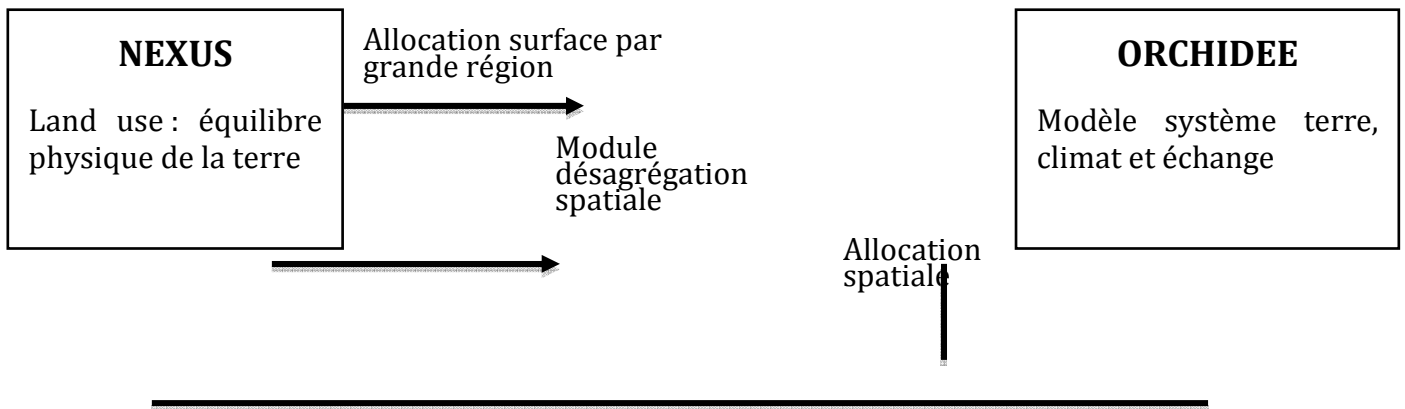 NEXUS
Land use : équilibre
physique de la terre
Allocation surface par
grande région
Module
désagrégation
spatiale
Allocation
spatiale
ORCHIDEE
Modèle système terre,
climat et échange